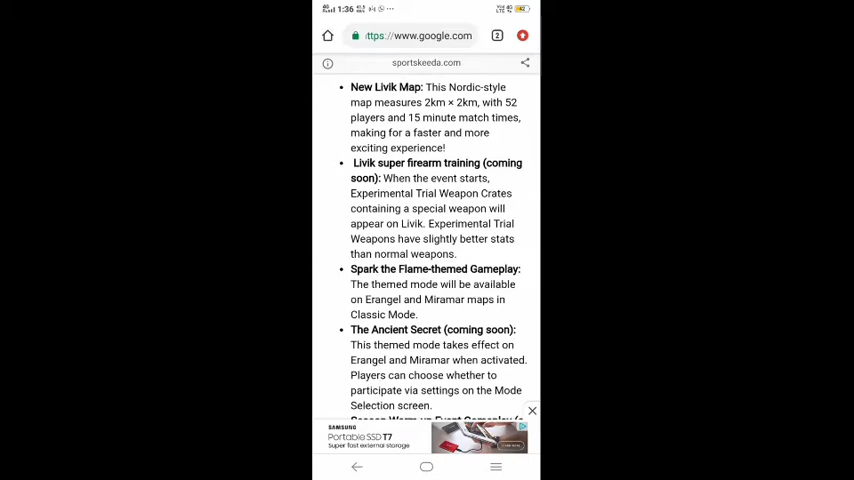 1:36
ttps://www.google.com
2
sportskeeda.com
• New Livik Map: This Nordic-style
map measures 2km × 2km, with 52
players and 15 minute match times,
making for a faster and more
exciting experience!
• Livik super firearm training (coming
soon): When the event starts,
Experimental Trial Weapon Crates
containing a special weapon will
appear on Livik. Experimental Trial
Weapons have slightly better stats
than normal weapons.
• Spark the Flame-themed Gameplay:
The themed mode will be available
on Erangel and Miramar maps in
Classic Mode.
• The Ancient Secret (coming soon):
This themed mode takes effect on
Erangel and Miramar when activated.
Players can choose whether to
participate via settings on the Mode
Selection screen.
SAMSUNG
Portable SSD T7
Super fast external storage